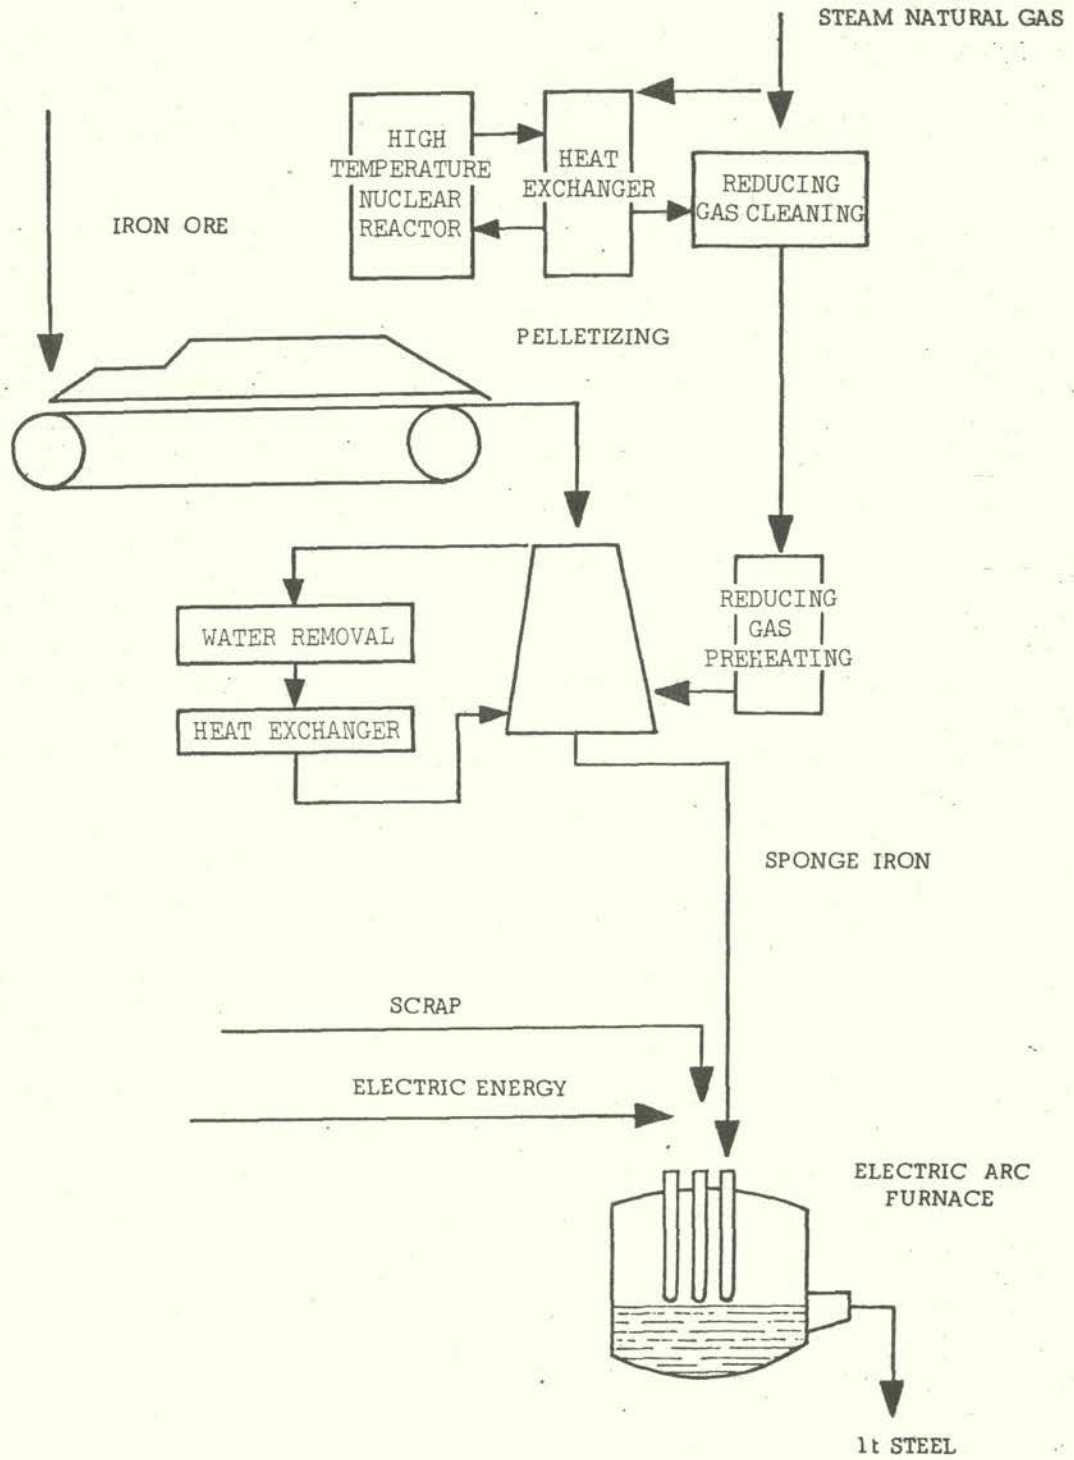 STEAM NATURAL GAS
HIGH
TEMPERATURE
NUCLEAR
REACTOR
HEAT
EXCHANGER
REDUCING
GAS CLEANING
IRON ORE
PELLETIZING
REDUCING
GAS
PREHEATING
WATER REMOVAL
HEAT EXCHANGER
SPONGE IRON
SCRAP
ELECTRIC ENERGY
ELECTRIC ARC
FURNACE
1t STEEL